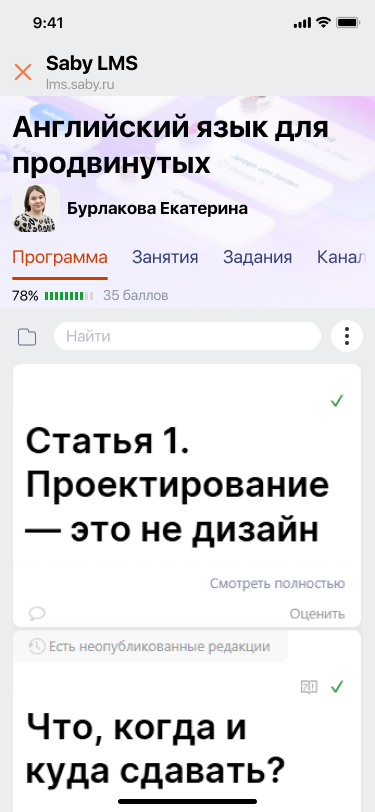 9:41
Saby LMS
lms.saby.ru
Английский язык для
продвинутых
Бурлакова Екатерина
Программа Занятия Задания Канал
78% 35 баллов
Найти
Статья 1.
Проектирование
— это не дизайн
Смотреть полностью
Оценить
Есть неопубликованные редакции
Что, когда и
куда сдавать?